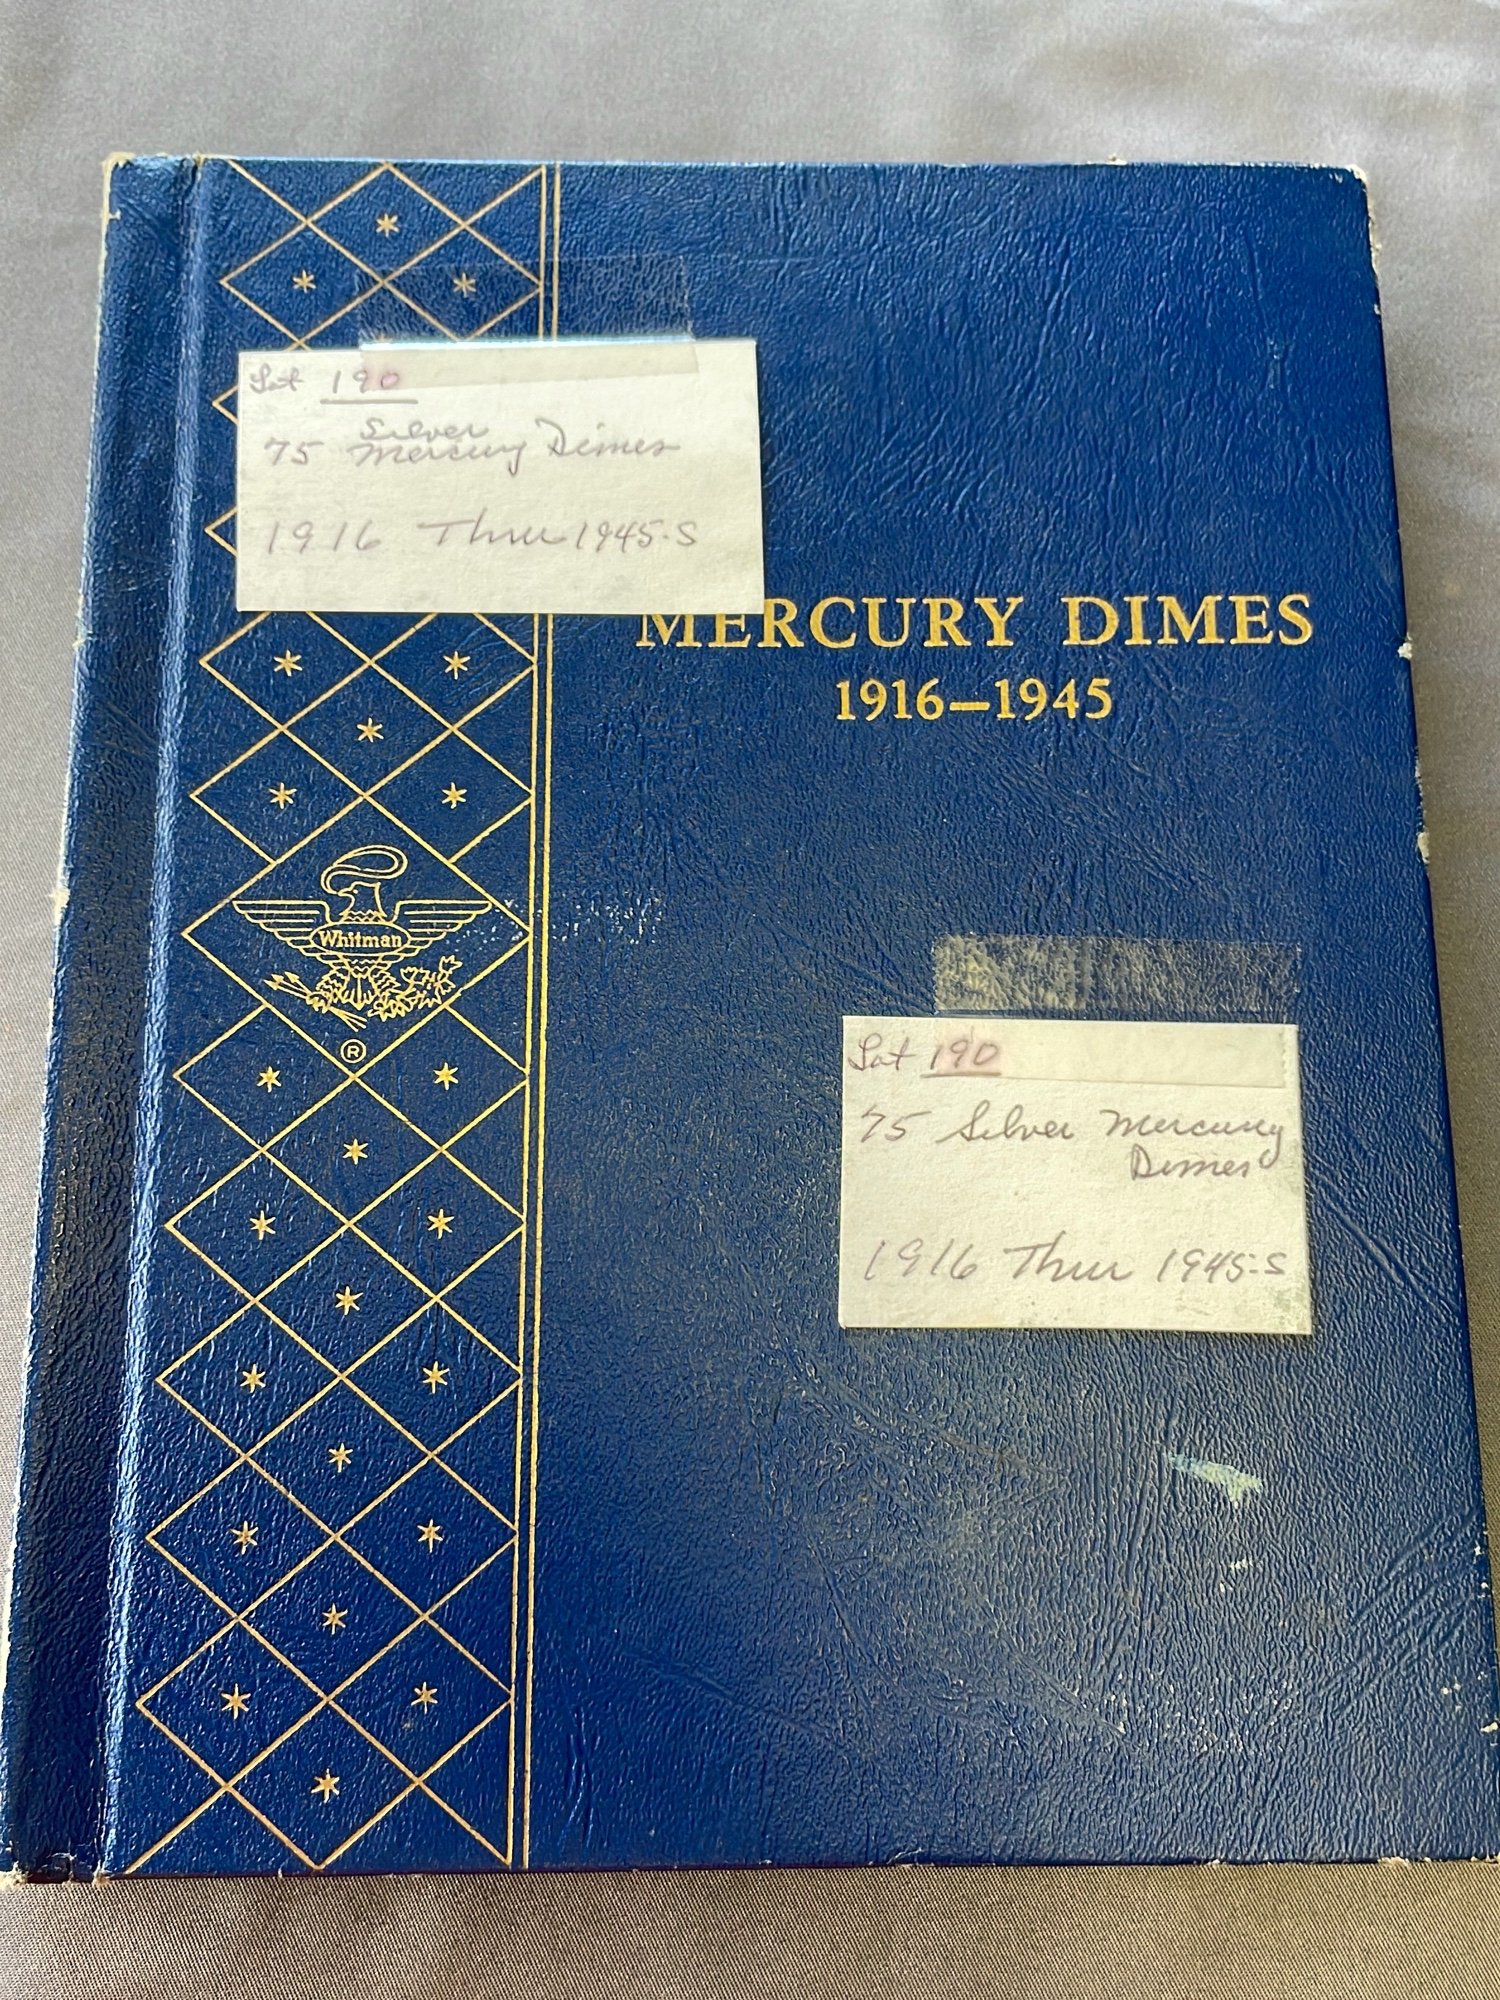 Lot 190
75 Silver Mercury Dimes
1916 Thru 1945-S
MERCURY DIMES
1916–1945
Whitman
®
Lot 190
75 Silver Mercury
Dimes
1916 Thru 1945-S